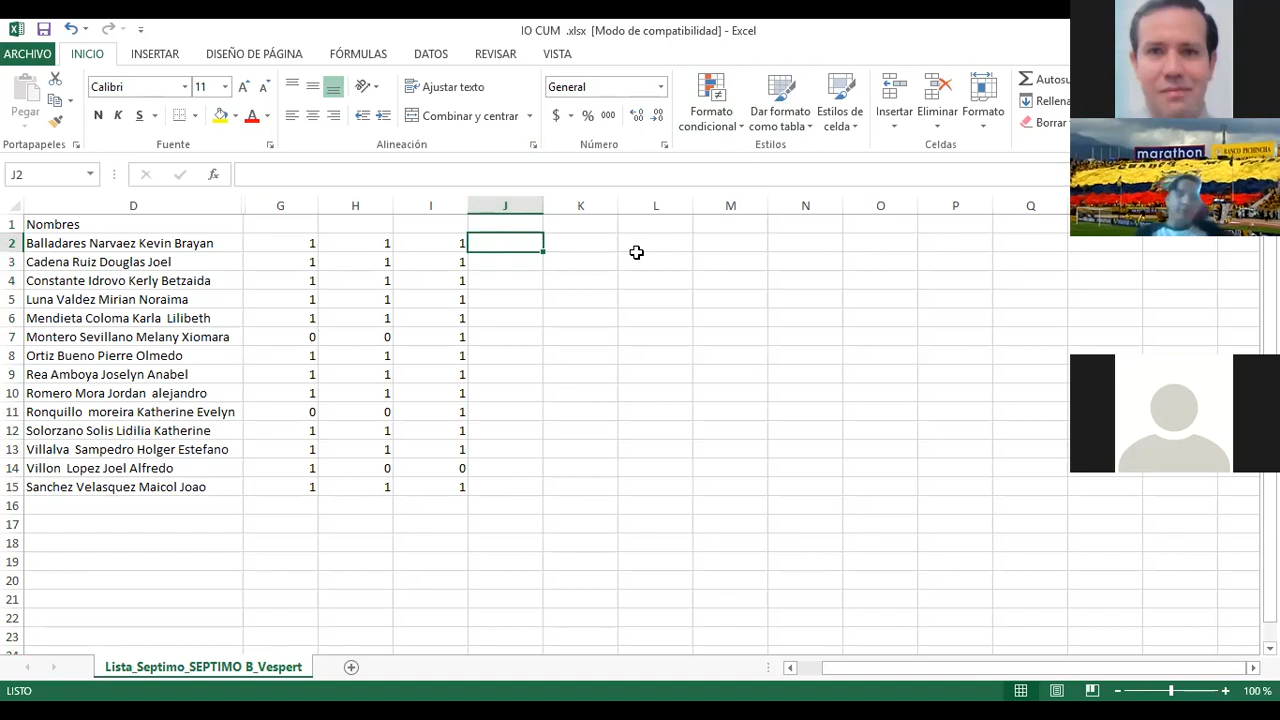 IO CUM .xlsx [Modo de compatibilidad] - Excel
ARCHIVO INICIO INSERTAR DISEÑO DE PÁGINA FÓRMULAS DATOS REVISAR VISTA
Pegar
Calibri 11
N K S
Ajustar texto
Combinar y centrar
General
$ % 000
Formato condicional
Dar formato como tabla
Estilos de celda
Insertar
Eliminar
Formato
Autosu
Rellena
Borrar
Portapapeles Fuente Alineación Número Estilos Celdas
J2
fx
D G H I J K L M N O P Q
1 Nombres
2 Balladares Narvaez Kevin Brayan 1 1 1
3 Cadena Ruiz Douglas Joel 1 1 1
4 Constante Idrovo Kerly Betzaida 1 1 1
5 Luna Valdez Mirian Noraima 1 1 1
6 Mendieta Coloma Karla Lilibeth 1 1 1
7 Montero Sevillano Melany Xiomara 0 0 1
8 Ortiz Bueno Pierre Olmedo 1 1 1
9 Rea Amboya Joselyn Anabel 1 1 1
10 Romero Mora Jordan alejandro 1 1 1
11 Ronquillo moreira Katherine Evelyn 0 0 1
12 Solorzano Solis Lidilia Katherine 1 1 1
13 Villalva Sampedro Holger Estefano 1 1 1
14 Villon Lopez Joel Alfredo 1 0 0
15 Sanchez Velasquez Maicol Joao 1 1 1
16
17
18
19
20
21
22
23
Lista_Septimo_SEPTIMO B_Vespert
LISTO
100 %
marathon
BANCO PICHINCHA